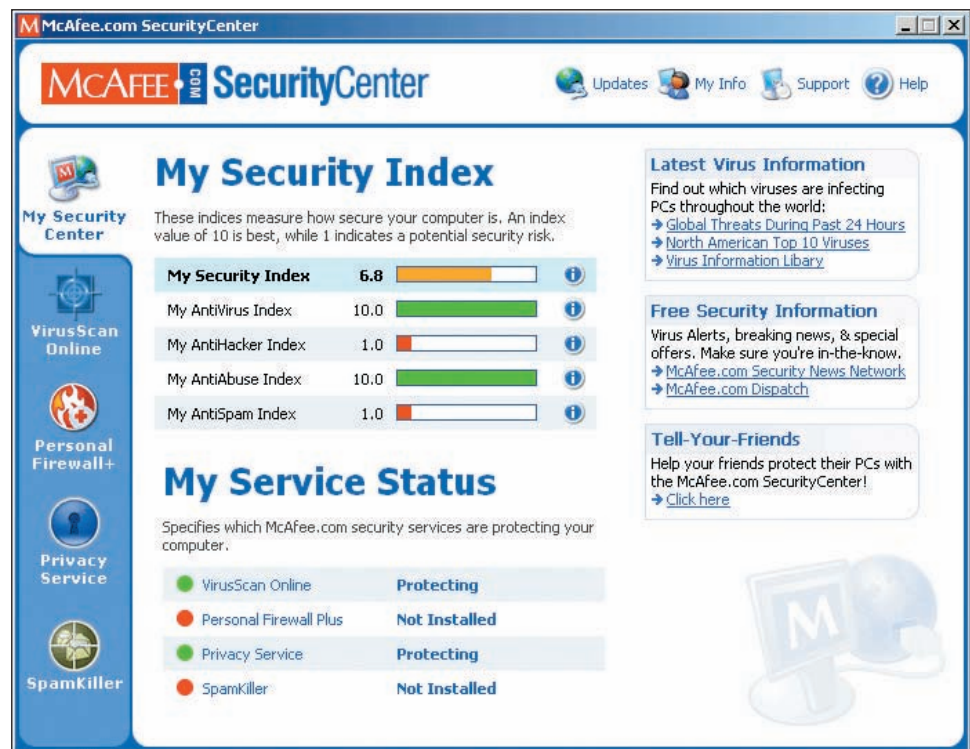 McAfee.com SecurityCenter
McAfee.com SecurityCenter
Updates
My Info
Support
Help
My Security Center
VirusScan Online
Personal Firewall+
Privacy Service
SpamKiller
My Security Index
These indices measure how secure your computer is. An index
value of 10 is best, while 1 indicates a potential security risk.
My Security Index 6.8
My AntiVirus Index 10.0
My AntiHacker Index 1.0
My AntiAbuse Index 10.0
My AntiSpam Index 1.0
My Service Status
Specifies which McAfee.com security services are protecting your
computer.
VirusScan Online Protecting
Personal Firewall Plus Not Installed
Privacy Service Protecting
SpamKiller Not Installed
Latest Virus Information
Find out which viruses are infecting
PCs throughout the world:
Global Threats During Past 24 Hours
North American Top 10 Viruses
Virus Information Libary
Free Security Information
Virus Alerts, breaking news, & special
offers. Make sure you're in-the-know.
McAfee.com Security News Network
McAfee.com Dispatch
Tell-Your-Friends
Help your friends protect their PCs with
the McAfee.com SecurityCenter!
Click here